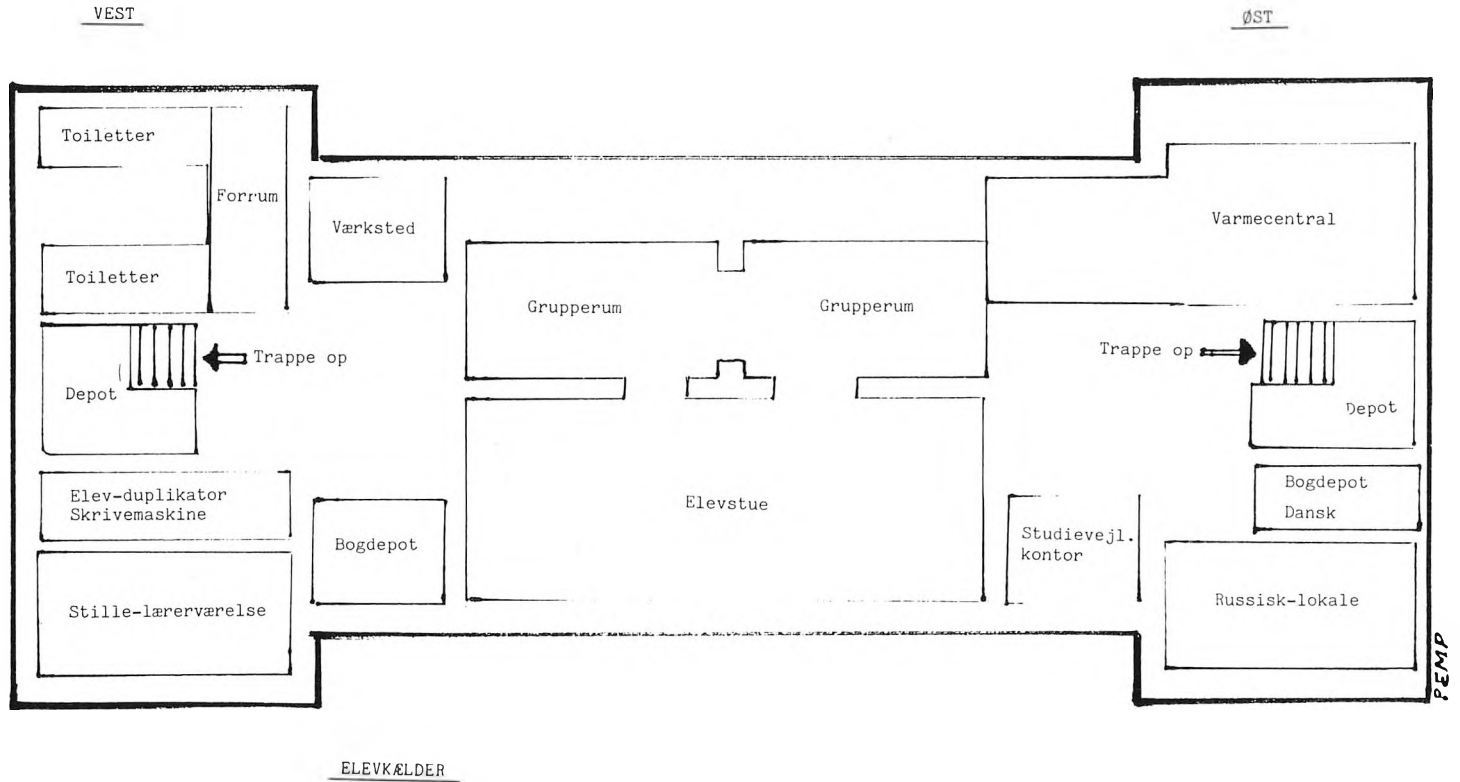 VEST
ØST
Toiletter
Forrum
Værksted
Varmecentral
Toiletter
Grupperum
Grupperum
Trappe op
Trappe op
Depot
Depot
Elev-duplikator
Skrivemaskine
Elevstue
Bogdepot
Dansk
Bogdepot
Studievejl.
kontor
Stille-lærerværelse
Russisk-lokale
PEMP
ELEVKÆLDER